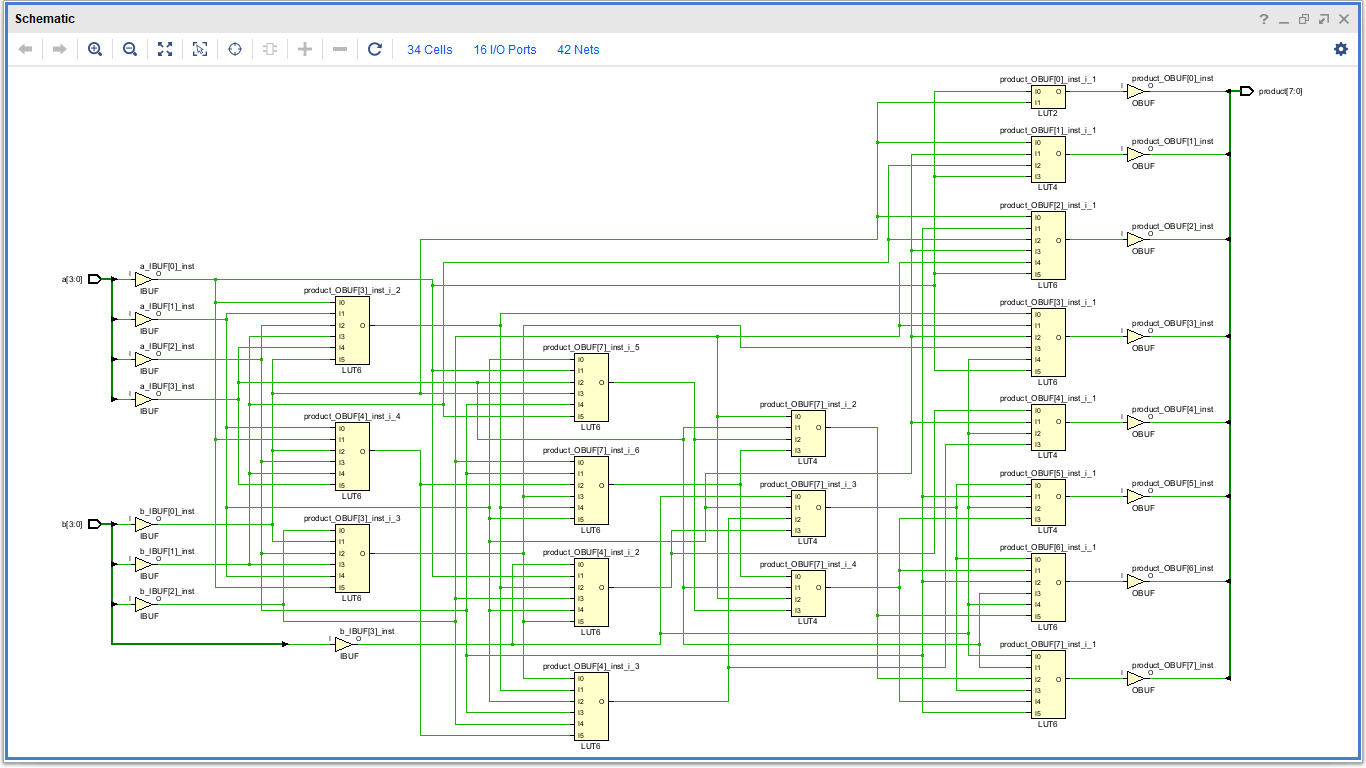 Schematic
34 Cells 16 I/O Ports 42 Nets
a[3:0]
a_IBUF[0]_inst
I O
IBUF
a_IBUF[1]_inst
I O
IBUF
a_IBUF[2]_inst
I O
IBUF
a_IBUF[3]_inst
I O
IBUF
b[3:0]
b_IBUF[0]_inst
I O
IBUF
b_IBUF[1]_inst
I O
IBUF
b_IBUF[2]_inst
I O
IBUF
b_IBUF[3]_inst
I O
IBUF
product_OBUF[3]_inst_i_2
I0
I1
I2 O
I3
I4
I5
LUT6
product_OBUF[4]_inst_i_4
I0
I1
I2 O
I3
I4
I5
LUT6
product_OBUF[3]_inst_i_3
I0
I1
I2 O
I3
I4
I5
LUT6
product_OBUF[7]_inst_i_5
I0
I1
I2 O
I3
I4
I5
LUT6
product_OBUF[7]_inst_i_6
I0
I1
I2 O
I3
I4
I5
LUT6
product_OBUF[4]_inst_i_2
I0
I1
I2 O
I3
I4
I5
LUT6
product_OBUF[4]_inst_i_3
I0
I1
I2 O
I3
I4
I5
LUT6
product_OBUF[7]_inst_i_2
I0
I1 O
I2
I3
LUT4
product_OBUF[7]_inst_i_3
I0
I1 O
I2
I3
LUT4
product_OBUF[7]_inst_i_4
I0
I1 O
I2
I3
LUT4
product_OBUF[0]_inst_i_1
I0 O
I1
LUT2
product_OBUF[1]_inst_i_1
I0
I1 O
I2
I3
LUT4
product_OBUF[2]_inst_i_1
I0
I1
I2 O
I3
I4
I5
LUT6
product_OBUF[3]_inst_i_1
I0
I1
I2 O
I3
I4
I5
LUT6
product_OBUF[4]_inst_i_1
I0
I1 O
I2
I3
LUT4
product_OBUF[5]_inst_i_1
I0
I1 O
I2
I3
LUT4
product_OBUF[6]_inst_i_1
I0
I1
I2 O
I3
I4
I5
LUT6
product_OBUF[7]_inst_i_1
I0
I1
I2 O
I3
I4
I5
LUT6
product_OBUF[0]_inst
I O
OBUF
product_OBUF[1]_inst
I O
OBUF
product_OBUF[2]_inst
I O
OBUF
product_OBUF[3]_inst
I O
OBUF
product_OBUF[4]_inst
I O
OBUF
product_OBUF[5]_inst
I O
OBUF
product_OBUF[6]_inst
I O
OBUF
product_OBUF[7]_inst
I O
OBUF
product[7:0]